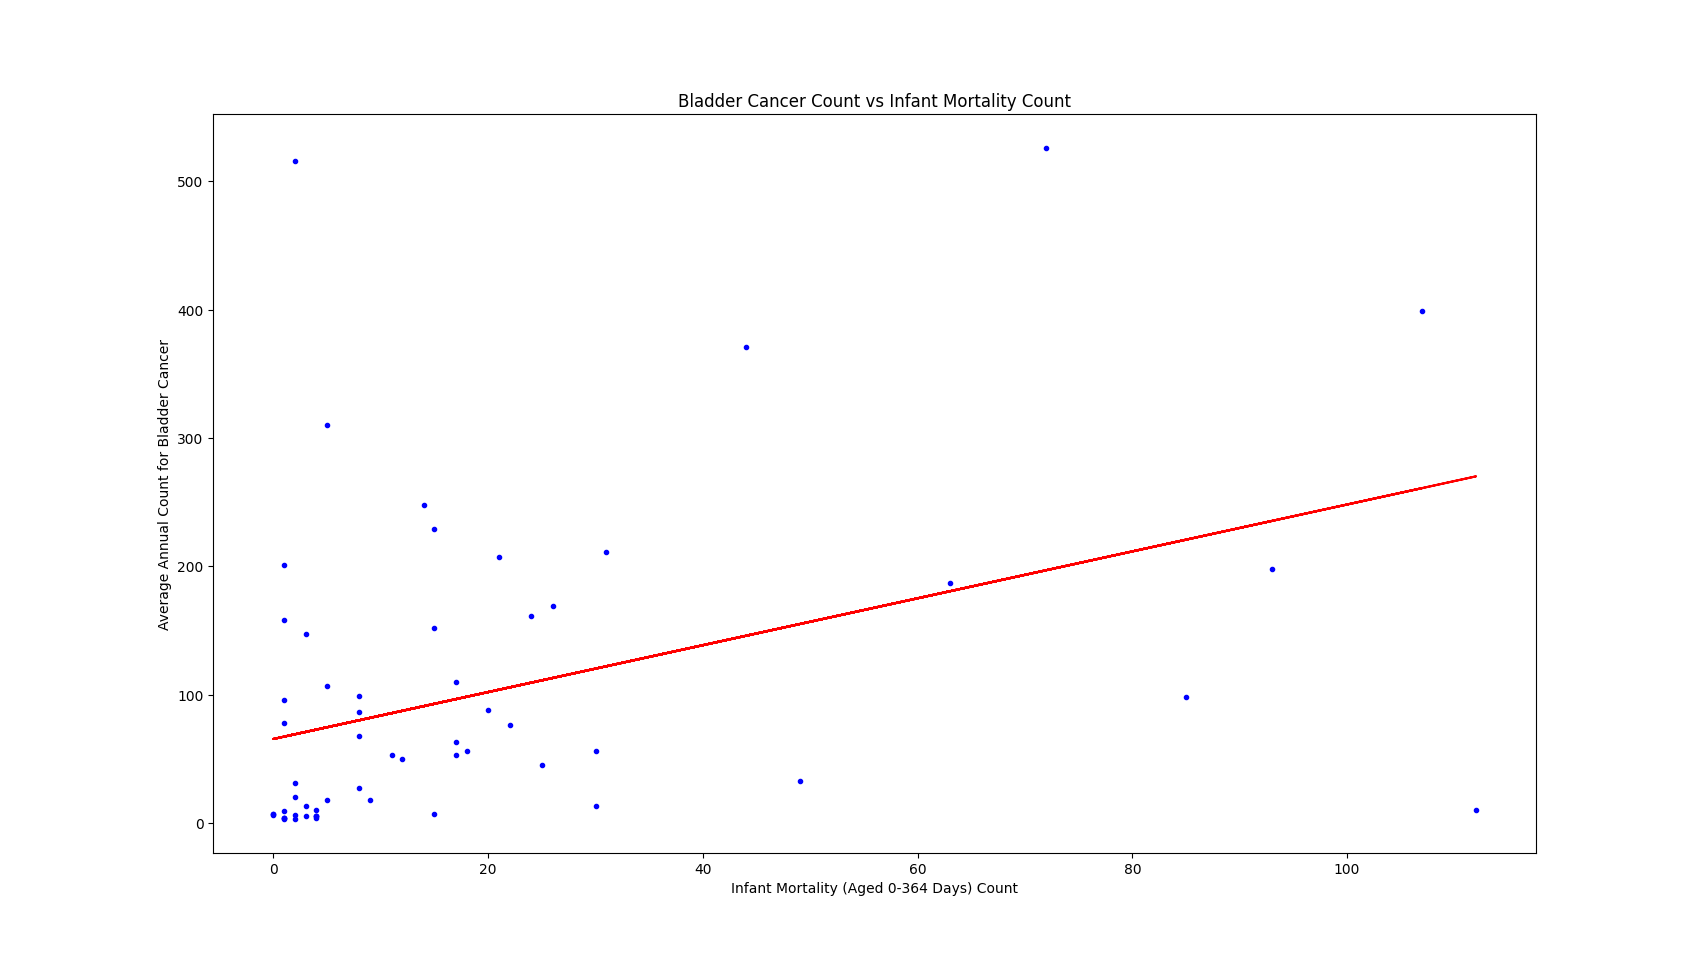 Bladder Cancer Count vs Infant Mortality Count
Average Annual Count for Bladder Cancer
500
400
300
200
100
0
0 20 40 60 80 100
Infant Mortality (Aged 0-364 Days) Count